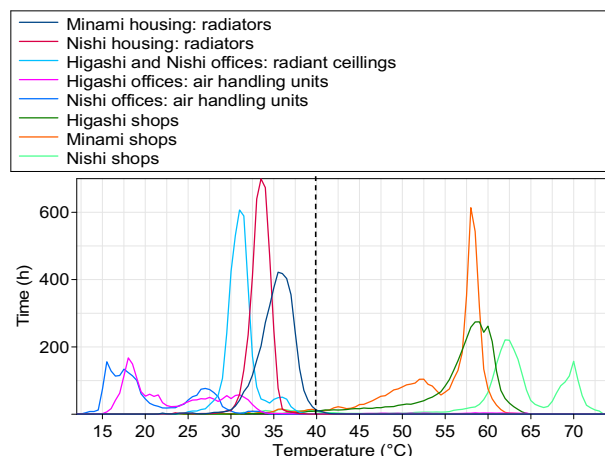 Minami housing: radiators
Nishi housing: radiators
Higashi and Nishi offices: radiant ceillings
Higashi offices: air handling units
Nishi offices: air handling units
Higashi shops
Minami shops
Nishi shops
600
400
200
Time (h)
15 20 25 30 35 40 45 50 55 60 65 70
Temperature (°C)